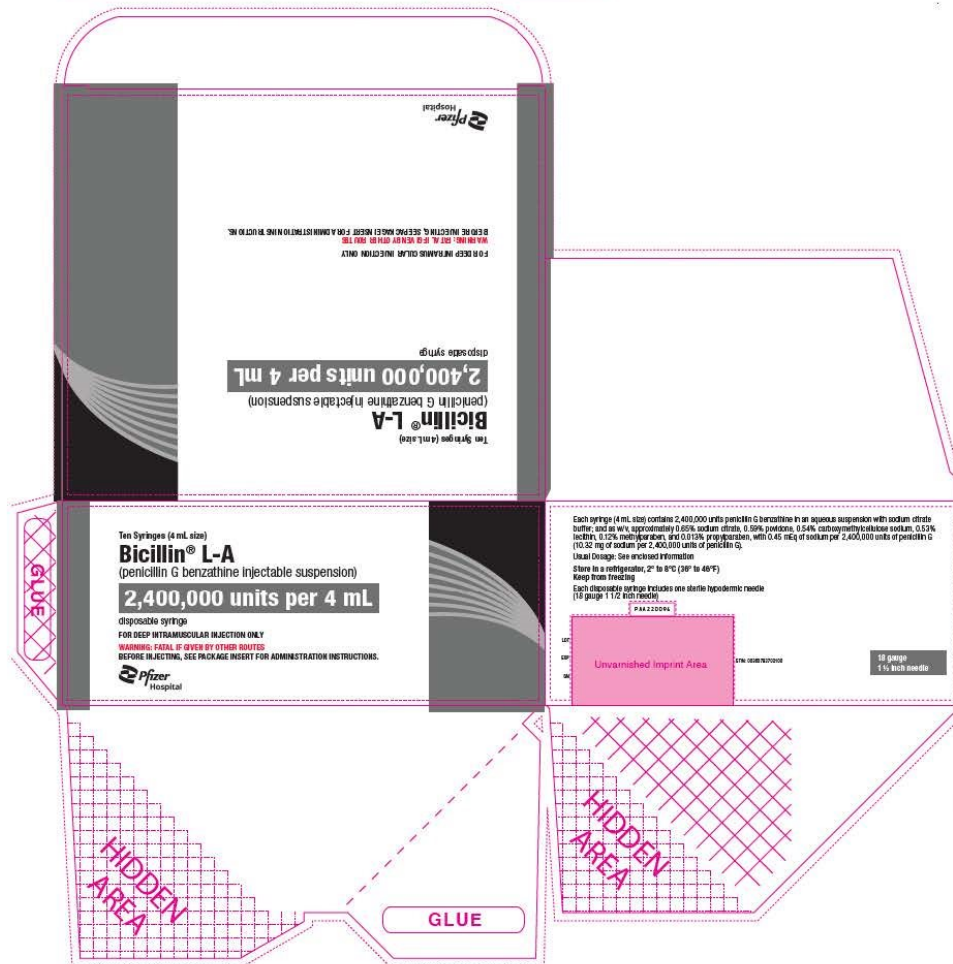 Pfizer
Hospital
BEFORE INJECTING, SEE PACKAGE INSERT FOR ADMINISTRATION INSTRUCTIONS.
WARNING: FATAL IF GIVEN BY OTHER ROUTES
FOR DEEP INTRAMUSCULAR INJECTION ONLY
disposable syringe
2,400,000 units per 4 mL
(penicillin G benzathine injectable suspension)
Bicillin® L-A
Ten Syringes (4 mL size)
GLUE
Ten Syringes (4 mL size)
Bicillin® L-A
(penicillin G benzathine injectable suspension)
2,400,000 units per 4 mL
disposable syringe
FOR DEEP INTRAMUSCULAR INJECTION ONLY
WARNING: FATAL IF GIVEN BY OTHER ROUTES
BEFORE INJECTING, SEE PACKAGE INSERT FOR ADMINISTRATION INSTRUCTIONS.
Pfizer
Hospital
Each syringe (4 mL size) contains 2,400,000 units penicillin G benzathine in an aqueous suspension with sodium citrate
buffer; and as w/v, approximately 0.65% sodium citrate, 0.59% povidone, 0.54% carboxymethylcellulose sodium, 0.53%
lecithin, 0.12% methylparaben, and 0.013% propylparaben, with 0.45 mEq of sodium per 2,400,000 units of penicillin G
(10.32 mg of sodium per 2,400,000 units of penicillin G).
Usual Dosage: See enclosed information
Store in a refrigerator, 2° to 8°C (36° to 46°F)
Keep from freezing
Each disposable syringe includes one sterile hypodermic needle
(18 gauge 1 1/2 inch needle)
PAA220094
LOT
EXP
SN
Unvarnished Imprint Area
18 gauge
1 ½ inch needle
HIDDEN
AREA
GLUE
HIDDEN
AREA